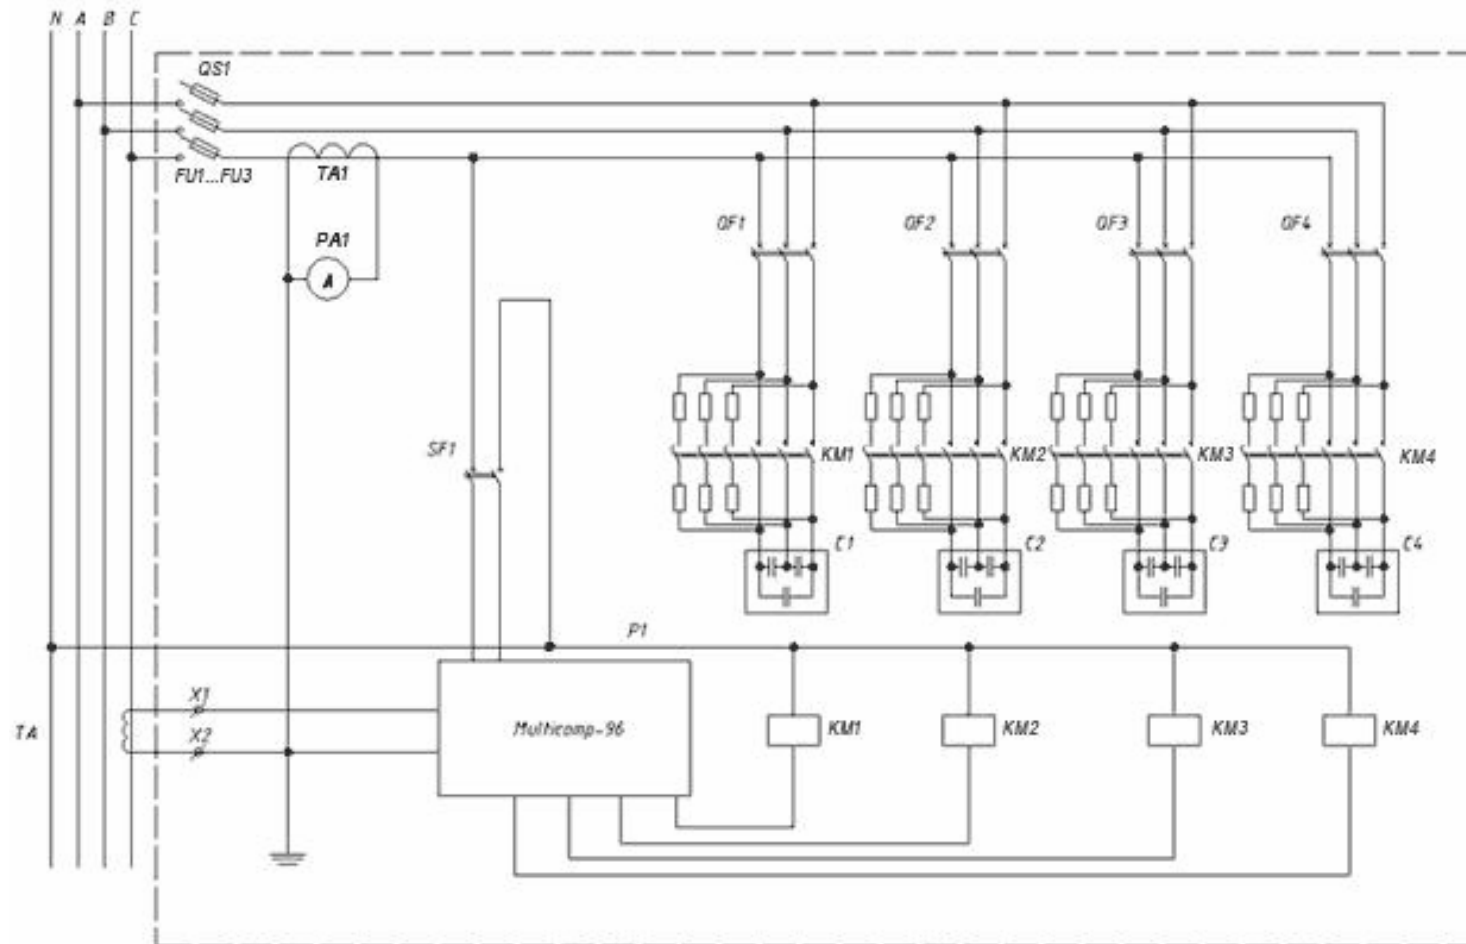 N A B C
QS1
FU1...FU3
TA1
PA1
A
QF1
QF2
QF3
QF4
SF1
KM1
KM2
KM3
KM4
C1
C2
C3
C4
P1
X1
X2
TA
Multicomp-96
KM1
KM2
KM3
KM4